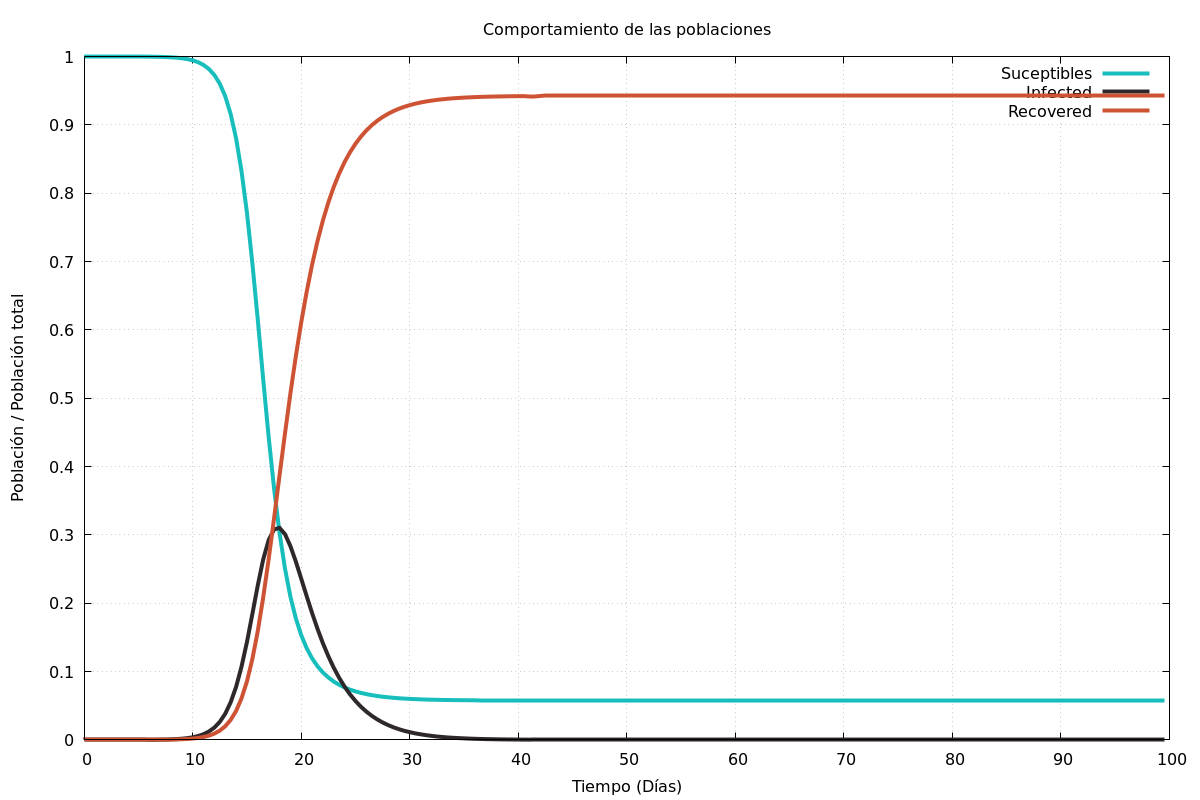 Comportamiento de las poblaciones
Suceptibles
Infected
Recovered
1
0.9
0.8
0.7
0.6
0.5
0.4
0.3
0.2
0.1
0
Población / Población total
0 10 20 30 40 50 60 70 80 90 100
Tiempo (Días)